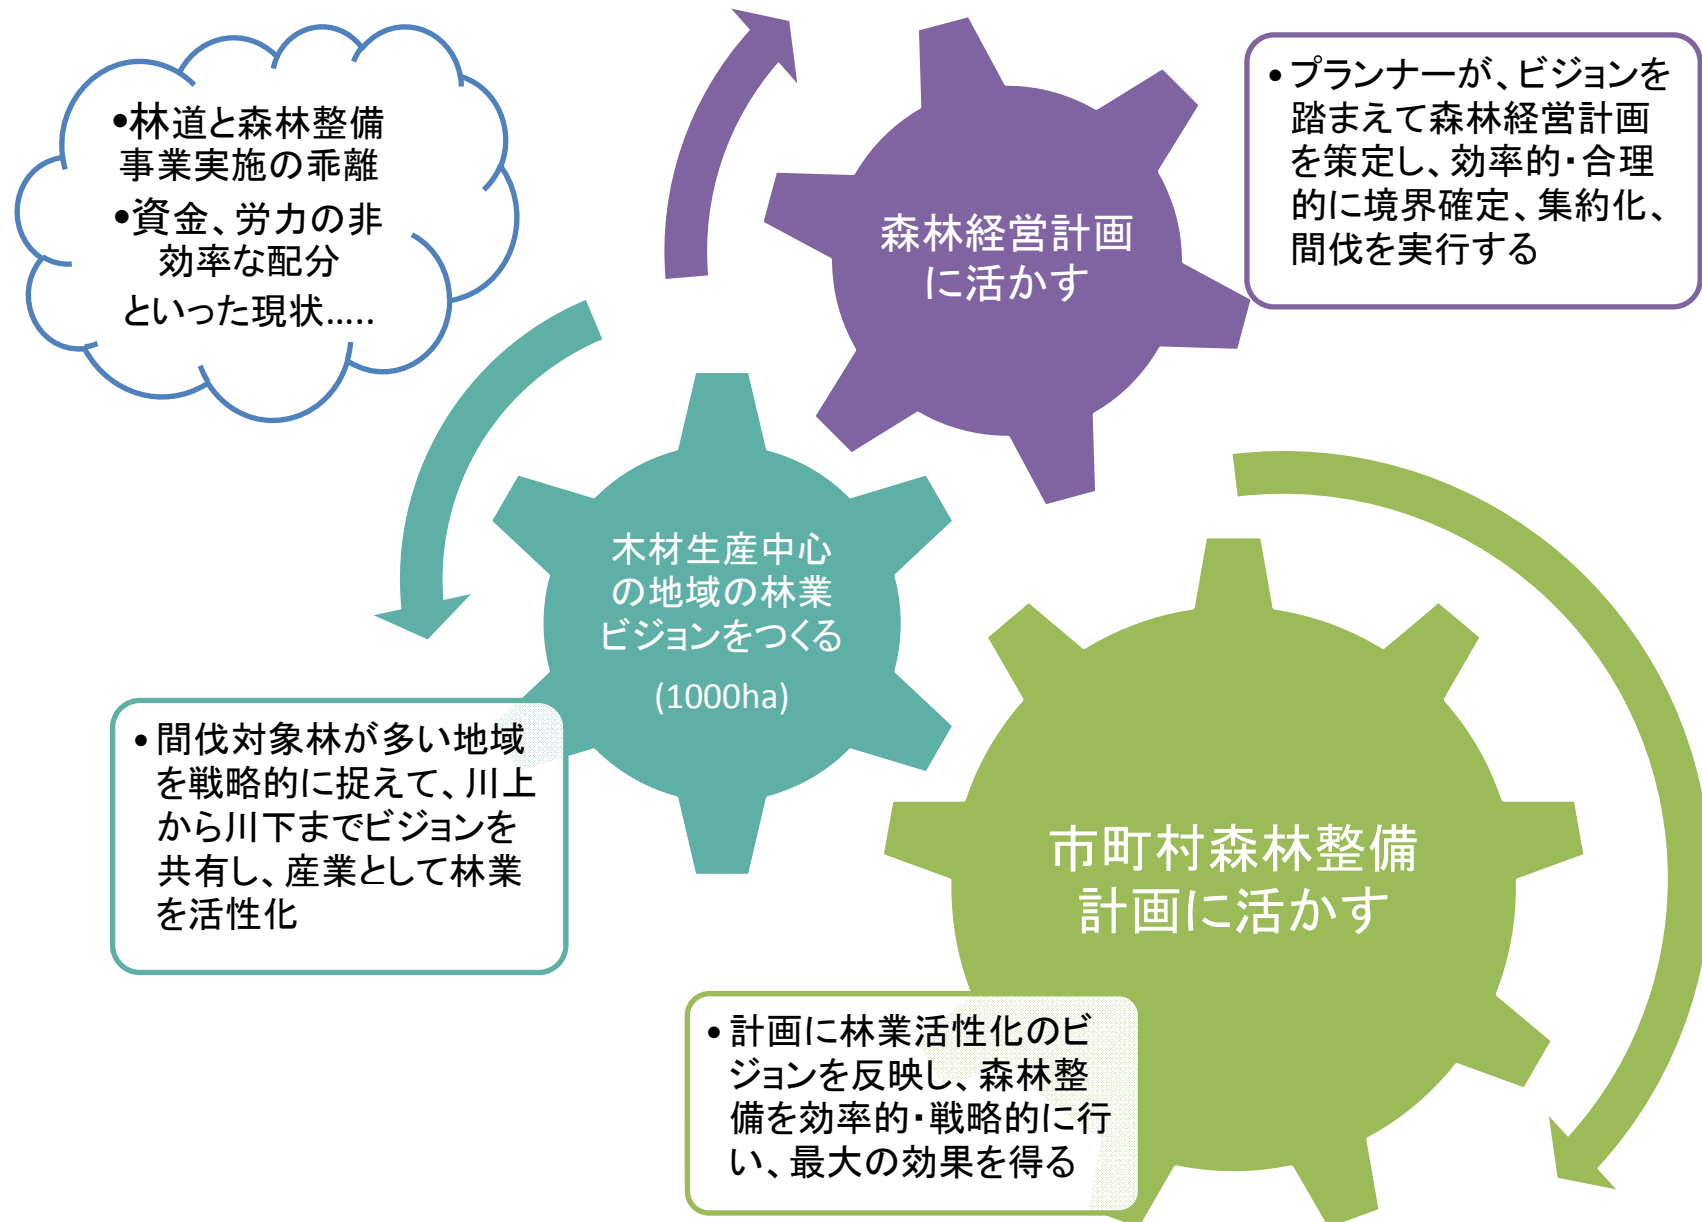 •林道と森林整備
事業実施の乖離
•資金、労力の非
効率な配分
といった現状.....
森林経営計画
に活かす
•プランナーが、ビジョンを
踏まえて森林経営計画
を策定し、効率的・合理
的に境界確定、集約化、
間伐を実行する
木材生産中心
の地域の林業
ビジョンをつくる
(1000ha)
•間伐対象林が多い地域
を戦略的に捉えて、川上
から川下までビジョンを
共有し、産業として林業
を活性化
市町村森林整備
計画に活かす
•計画に林業活性化のビ
ジョンを反映し、森林整
備を効率的・戦略的に行
い、最大の効果を得る